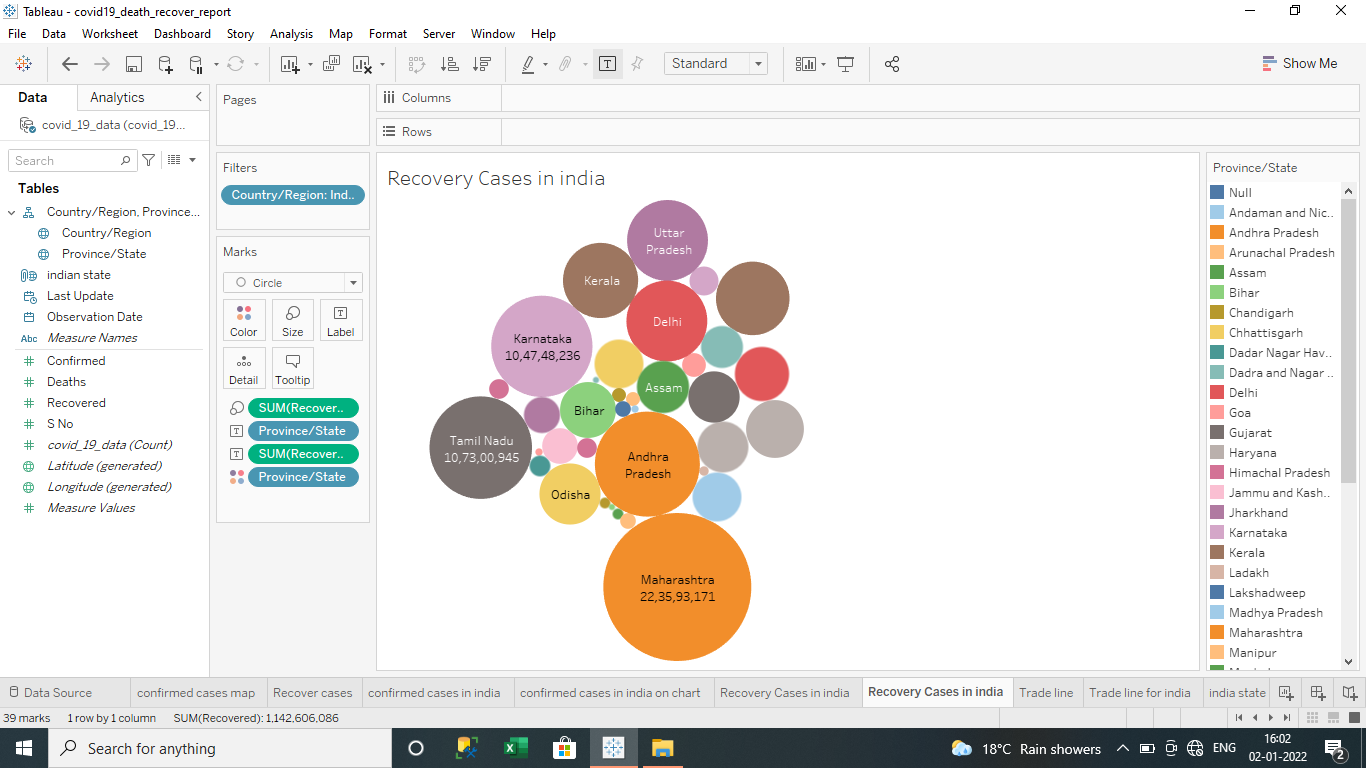 Tableau - covid19_death_recover_report
File Data Worksheet Dashboard Story Analysis Map Format Server Window Help
Standard
Show Me
Data Analytics
covid_19_data (covid_19...
Search
Tables
Country/Region, Province...
Country/Region
Province/State
indian state
Last Update
Observation Date
Abc Measure Names
Confirmed
Deaths
Recovered
S No
covid_19_data (Count)
Latitude (generated)
Longitude (generated)
Measure Values
Pages
Filters
Country/Region: Ind..
Marks
Circle
Color Size Label
Detail Tooltip
SUM(Recover..
Province/State
SUM(Recover..
Province/State
Columns
Rows
Recovery Cases in india
Uttar
Pradesh
Kerala
Delhi
Karnataka
10,47,48,236
Assam
Bihar
Tamil Nadu
10,73,00,945
Andhra
Pradesh
Odisha
Maharashtra
22,35,93,171
Province/State
Null
Andaman and Nic..
Andhra Pradesh
Arunachal Pradesh
Assam
Bihar
Chandigarh
Chhattisgarh
Dadar Nagar Hav..
Dadra and Nagar ..
Delhi
Goa
Gujarat
Haryana
Himachal Pradesh
Jammu and Kash..
Jharkhand
Karnataka
Kerala
Ladakh
Lakshadweep
Madhya Pradesh
Maharashtra
Manipur
Data Source confirmed cases map Recover cases confirmed cases in india confirmed cases in india on chart Recovery Cases in india Recovery Cases in india Trade line Trade line for india india state
39 marks 1 row by 1 column SUM(Recovered): 1,142,606,086
Search for anything
18°C Rain showers
ENG
16:02
02-01-2022
2